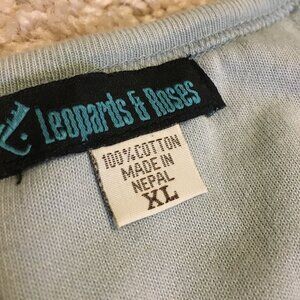 Leopards & Roses
100% COTTON
MADE IN
NEPAL
XL